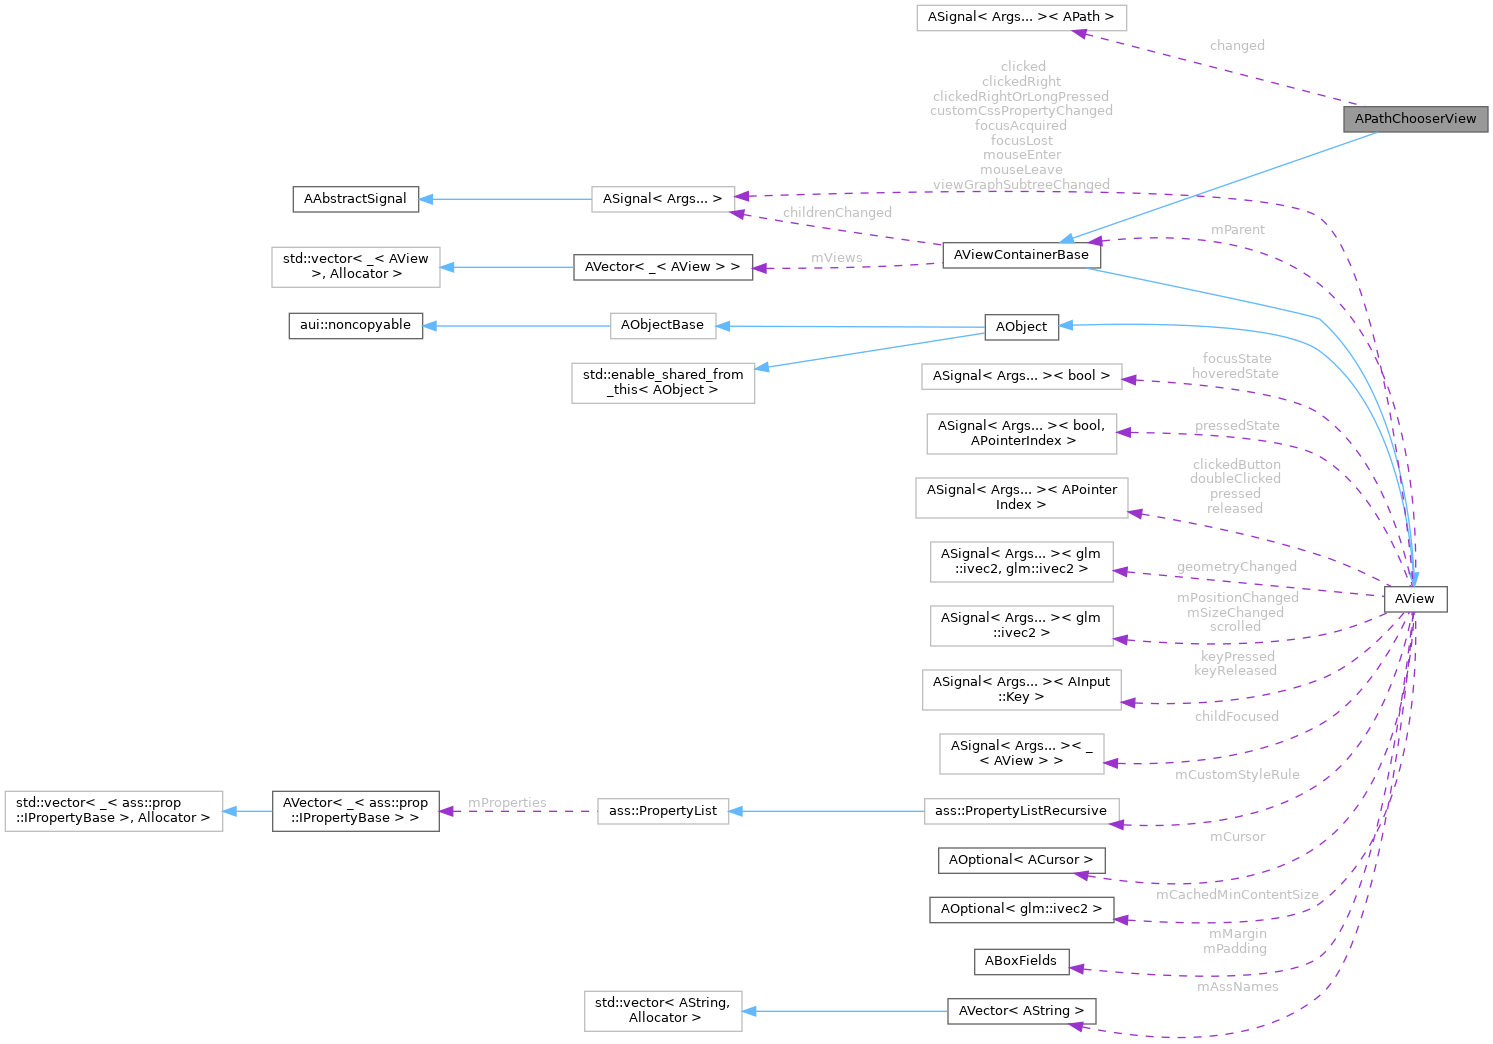 ASignal< Args... >< APath >
changed
clicked
clickedRight
clickedRightOrLongPressed
customCssPropertyChanged
focusAcquired
focusLost
mouseEnter
mouseLeave
viewGraphSubtreeChanged
APathChooserView
AAbstractSignal
ASignal< Args... >
childrenChanged
mParent
std::vector< _< AView
>, Allocator >
AVector< _< AView > >
mViews
AViewContainerBase
aui::noncopyable
AObjectBase
AObject
std::enable_shared_from
_this< AObject >
ASignal< Args... >< bool >
focusState
hoveredState
ASignal< Args... >< bool,
APointerIndex >
pressedState
ASignal< Args... >< APointer
Index >
clickedButton
doubleClicked
pressed
released
ASignal< Args... >< glm
::ivec2, glm::ivec2 >
geometryChanged
AView
ASignal< Args... >< glm
::ivec2 >
mPositionChanged
mSizeChanged
scrolled
ASignal< Args... >< AInput
::Key >
keyPressed
keyReleased
ASignal< Args... >< _
< AView > >
childFocused
mCustomStyleRule
std::vector< _< ass::prop
::IPropertyBase >, Allocator >
AVector< _< ass::prop
::IPropertyBase > >
mProperties
ass::PropertyList
ass::PropertyListRecursive
mCursor
AOptional< ACursor >
mCachedMinContentSize
AOptional< glm::ivec2 >
mMargin
mPadding
ABoxFields
mAssNames
std::vector< AString,
Allocator >
AVector< AString >